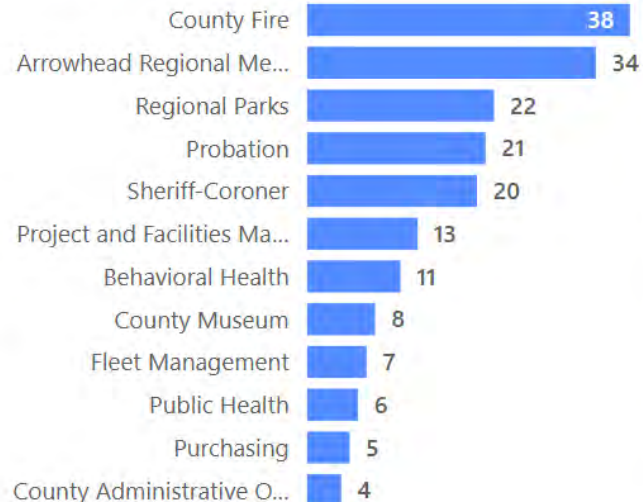 County Fire 38
Arrowhead Regional Me... 34
Regional Parks 22
Probation 21
Sheriff-Coroner 20
Project and Facilities Ma... 13
Behavioral Health 11
County Museum 8
Fleet Management 7
Public Health 6
Purchasing 5
County Administrative O... 4